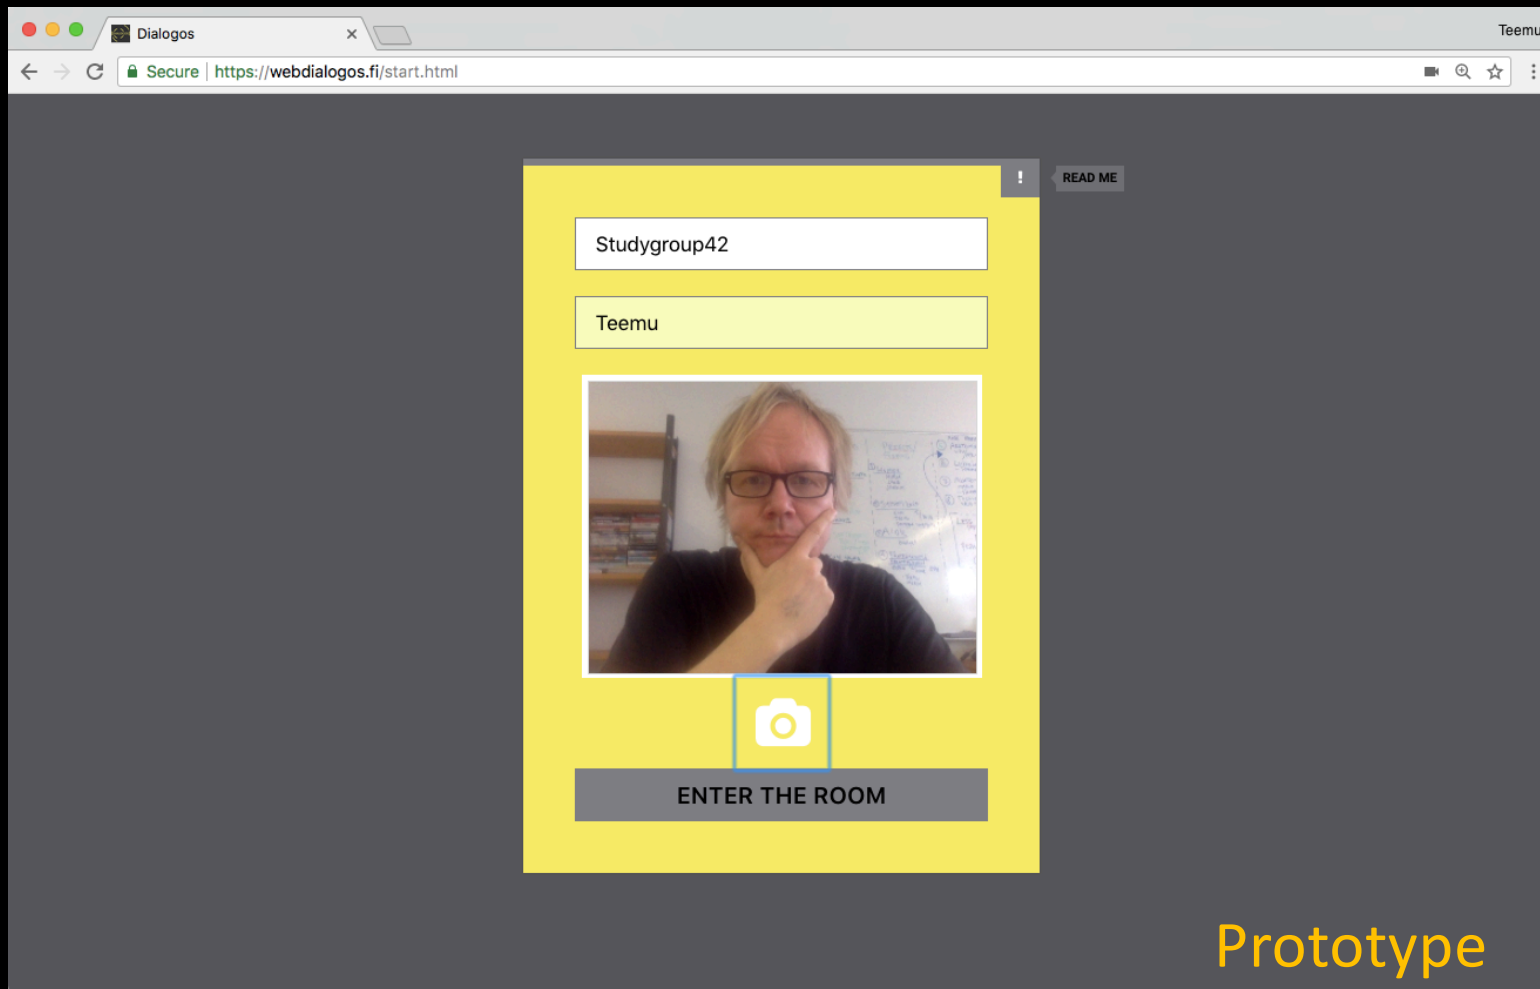 Dialogos
Teemu
Secure
https://webdialogos.fi/start.html
!
READ ME
Studygroup42
Teemu
ENTER THE ROOM
Prototype